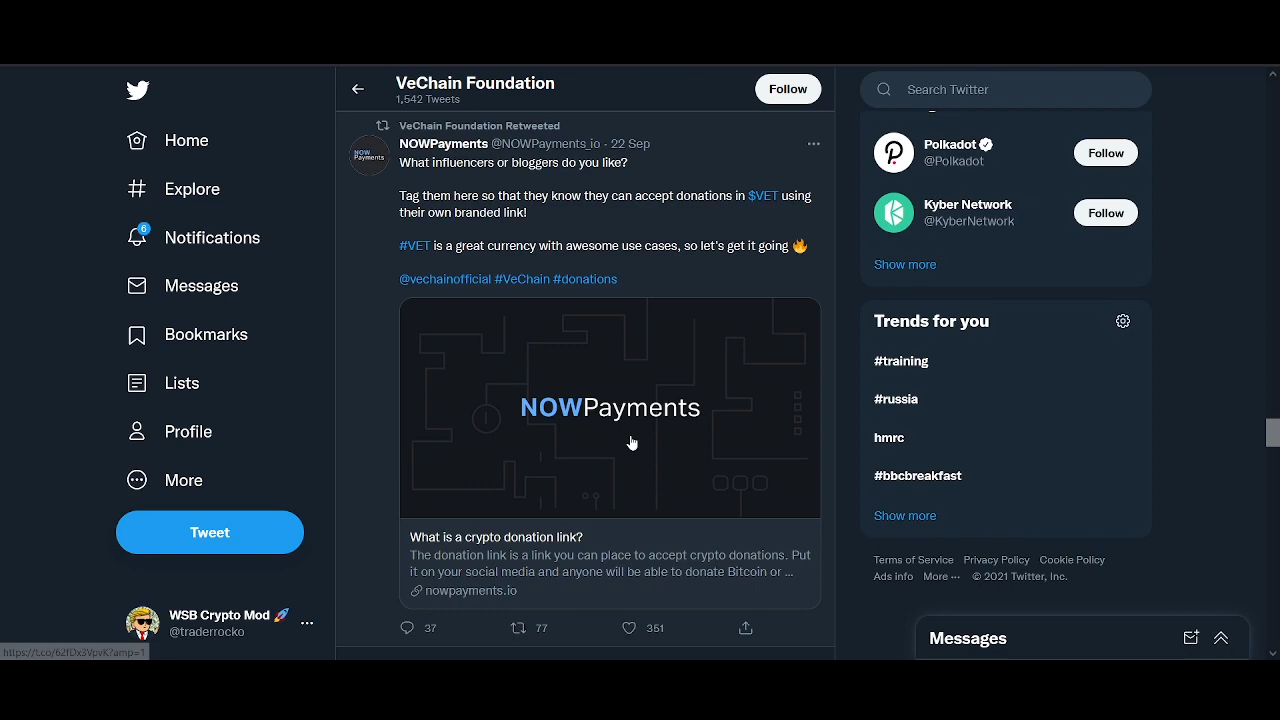 Home
Explore
6
Notifications
Messages
Bookmarks
Lists
Profile
More
Tweet
WSB Crypto Mod 🚀
@traderrocko
https://t.co/62fDx3VpvK?amp=1
VeChain Foundation
1,542 Tweets
Follow
VeChain Foundation Retweeted
NOWPayments @NOWPayments_io · 22 Sep
NOW
Payments
What influencers or bloggers do you like?
Tag them here so that they know they can accept donations in $VET using
their own branded link!
#VET is a great currency with awesome use cases, so let's get it going 🔥
@vechainofficial #VeChain #donations
NOWPayments
What is a crypto donation link?
The donation link is a link you can place to accept crypto donations. Put
it on your social media and anyone will be able to donate Bitcoin or ...
nowpayments.io
37 77 351
Search Twitter
Polkadot
@Polkadot
Follow
Kyber Network
@KyberNetwork
Follow
Show more
Trends for you
#training
#russia
hmrc
#bbcbreakfast
Show more
Terms of Service Privacy Policy Cookie Policy
Ads info More ··· © 2021 Twitter, Inc.
Messages